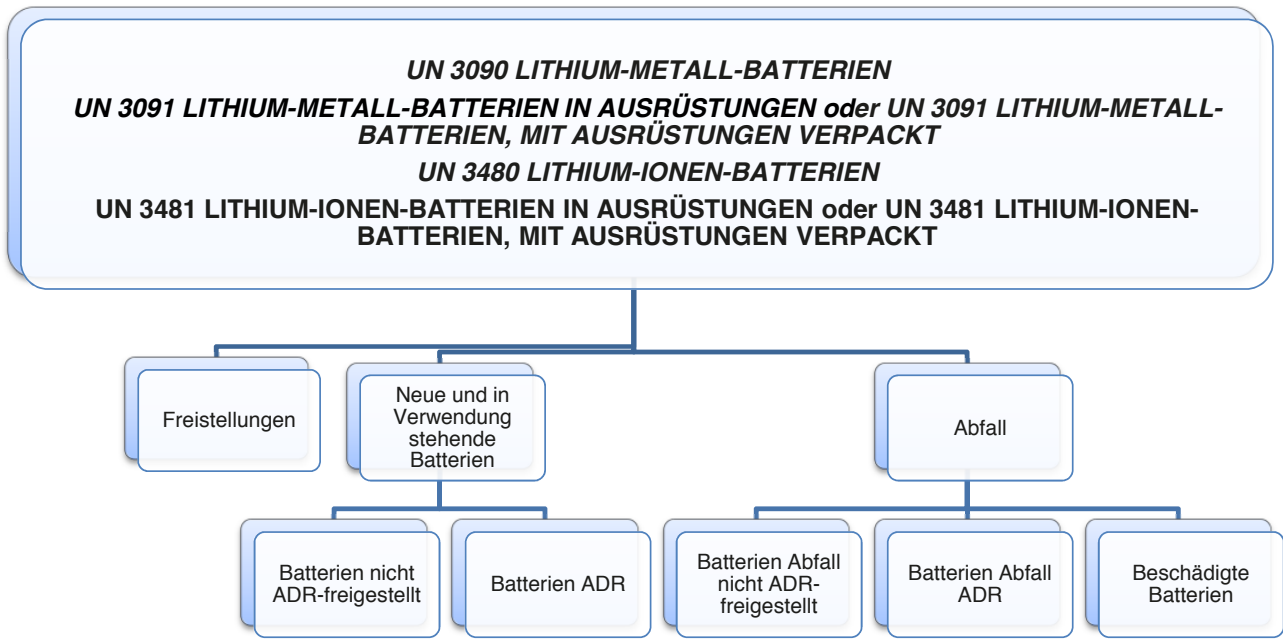 UN 3090 LITHIUM-METALL-BATTERIEN
UN 3091 LITHIUM-METALL-BATTERIEN IN AUSRÜSTUNGEN oder UN 3091 LITHIUM-METALL-
BATTERIEN, MIT AUSRÜSTUNGEN VERPACKT
UN 3480 LITHIUM-IONEN-BATTERIEN
UN 3481 LITHIUM-IONEN-BATTERIEN IN AUSRÜSTUNGEN oder UN 3481 LITHIUM-IONEN-
BATTERIEN, MIT AUSRÜSTUNGEN VERPACKT
Freistellungen
Neue und in
Verwendung
stehende
Batterien
Abfall
Batterien nicht
ADR-freigestellt
Batterien ADR
Batterien Abfall
nicht ADR-
freigestellt
Batterien Abfall
ADR
Beschädigte
Batterien